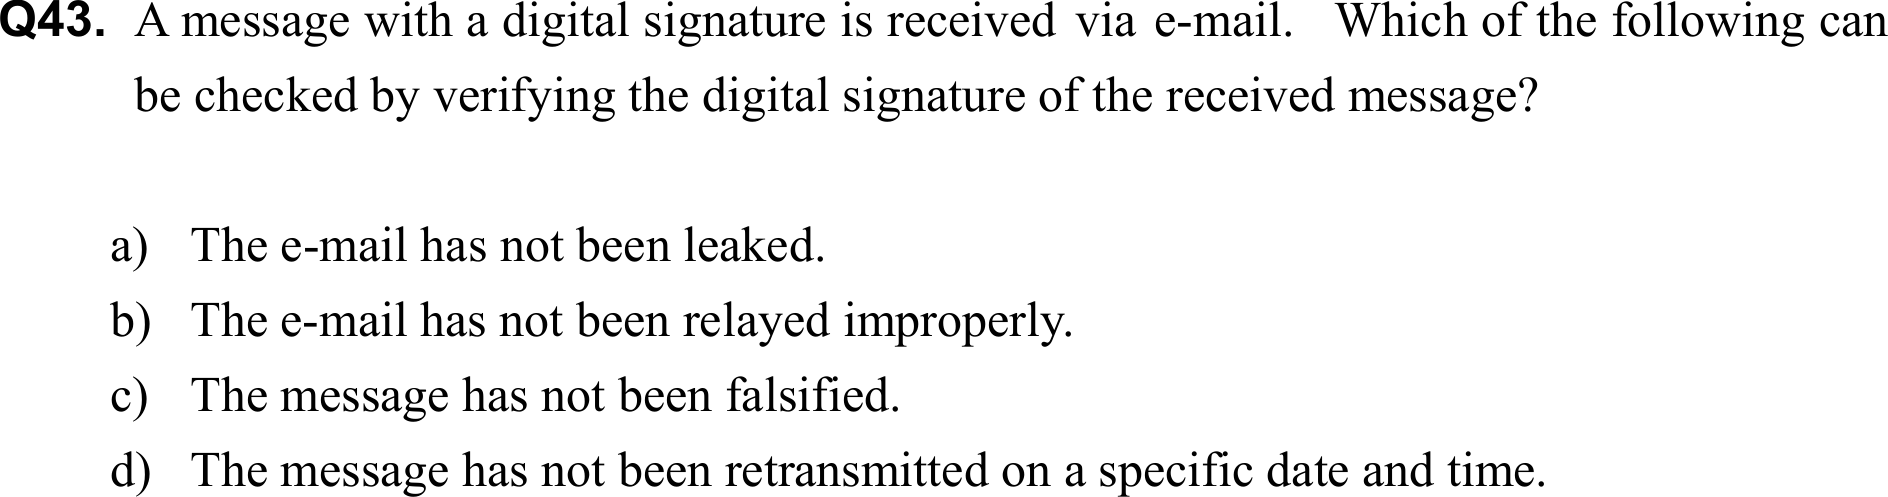 Q43. A message with a digital signature is received via e-mail. Which of the following can
be checked by verifying the digital signature of the received message?
a) The e-mail has not been leaked.
b) The e-mail has not been relayed improperly.
c) The message has not been falsified.
d) The message has not been retransmitted on a specific date and time.